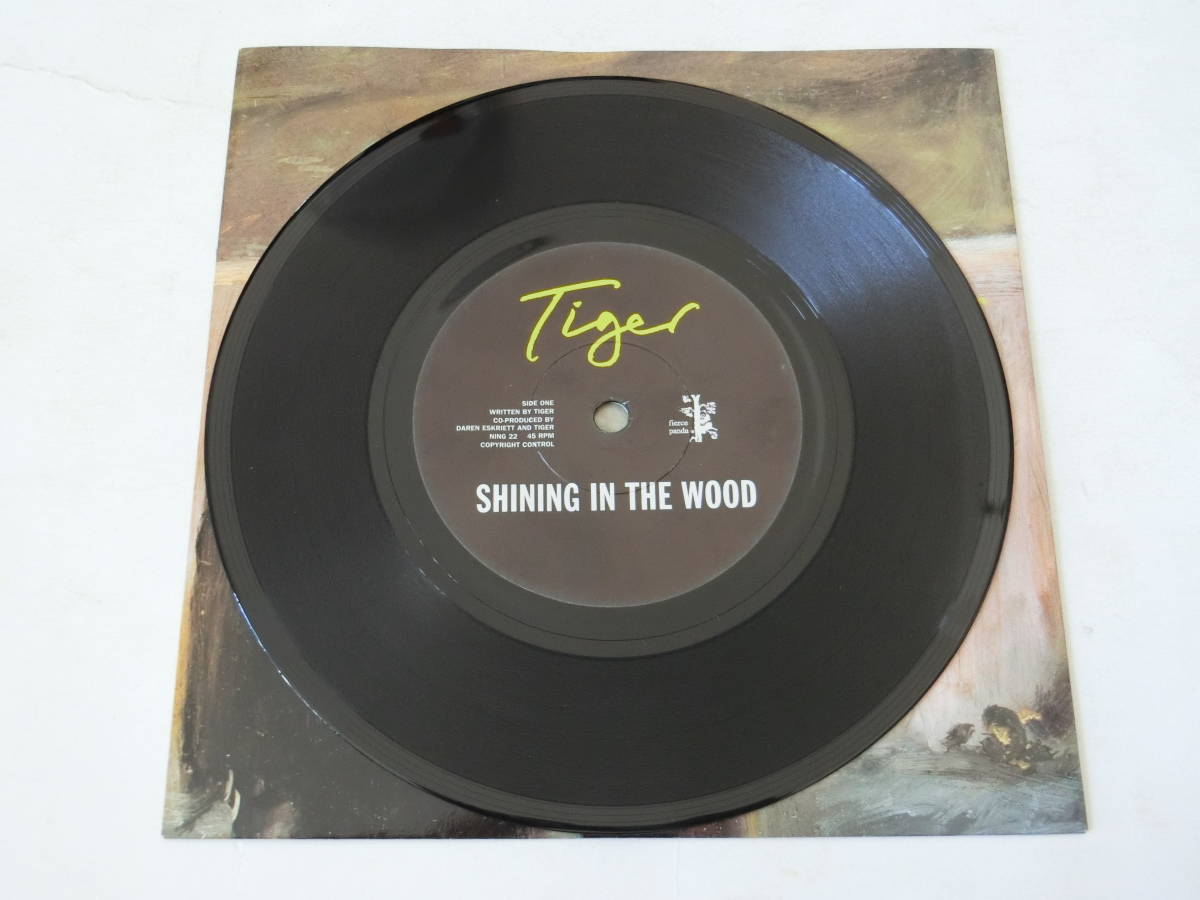 Tiger
SIDE ONE
WRITTEN BY TIGER
CO-PRODUCED BY
DAREN ESKRIETT AND TIGER
NING 22 45 RPM
COPYRIGHT CONTROL
fierce
panda
SHINING IN THE WOOD